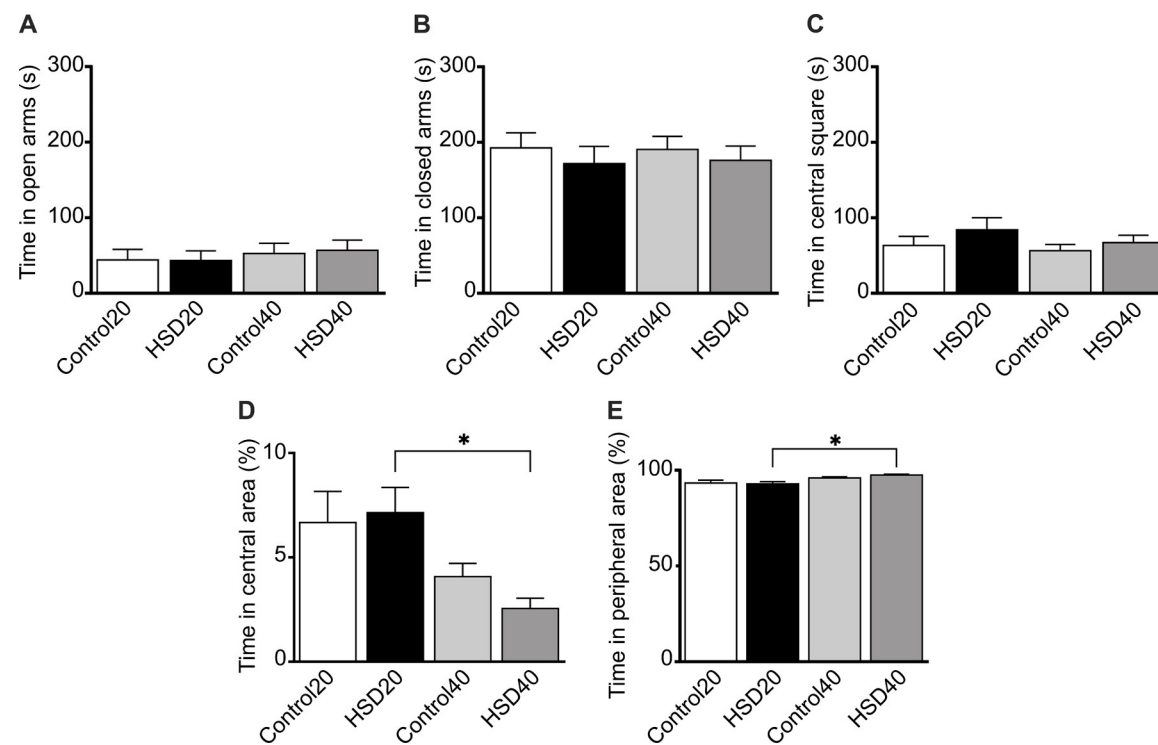 A
Time in open arms (s)
300
200
100
0
Control20
HSD20
Control40
HSD40
B
Time in closed arms (s)
300
200
100
0
Control20
HSD20
Control40
HSD40
C
Time in central square (s)
300
200
100
0
Control20
HSD20
Control40
HSD40
D
Time in central area (%)
10
5
0
*
Control20
HSD20
Control40
HSD40
E
Time in peripheral area (%)
100
50
0
*
Control20
HSD20
Control40
HSD40